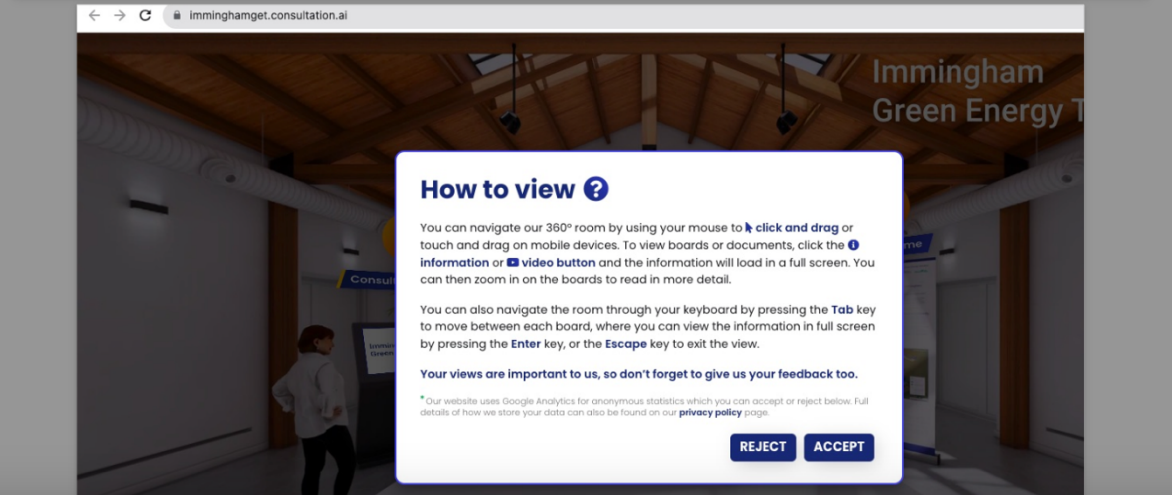 imminghamget.consultation.ai
Immingham
Green Energy T
How to view ?
You can navigate our 360° room by using your mouse to click and drag or
touch and drag on mobile devices. To view boards or documents, click the
information or video button and the information will load in a full screen. You
can then zoom in on the boards to read in more detail.
You can also navigate the room through your keyboard by pressing the Tab key
to move between each board, where you can view the information in full screen
by pressing the Enter key, or the Escape key to exit the view.
Your views are important to us, so don't forget to give us your feedback too.
*Our website uses Google Analytics for anonymous statistics which you can accept or reject below. Full
details of how we store your data can also be found on our privacy policy page.
REJECT ACCEPT
Consul
me
Immin
Green